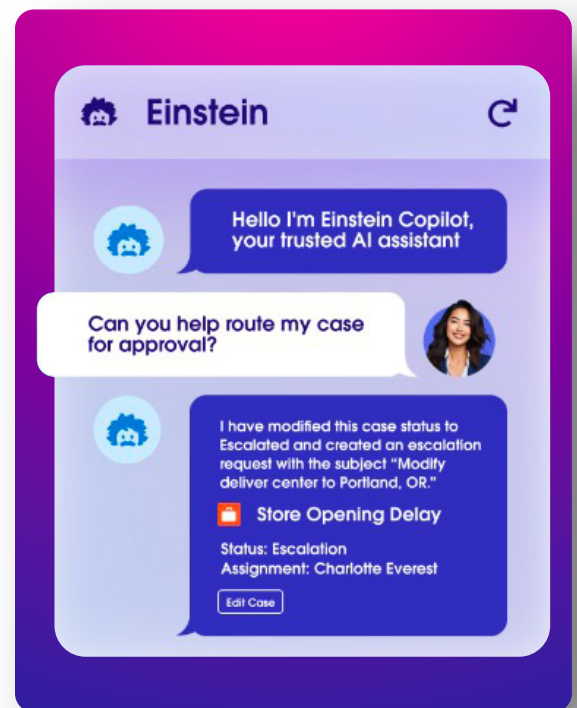 Einstein
Hello I'm Einstein Copilot,
your trusted AI assistant
Can you help route my case
for approval?
I have modified this case status to
Escalated and created an escalation
request with the subject “Modify
deliver center to Portland, OR.”
Store Opening Delay
Status: Escalation
Assignment: Charlotte Everest
Edit Case